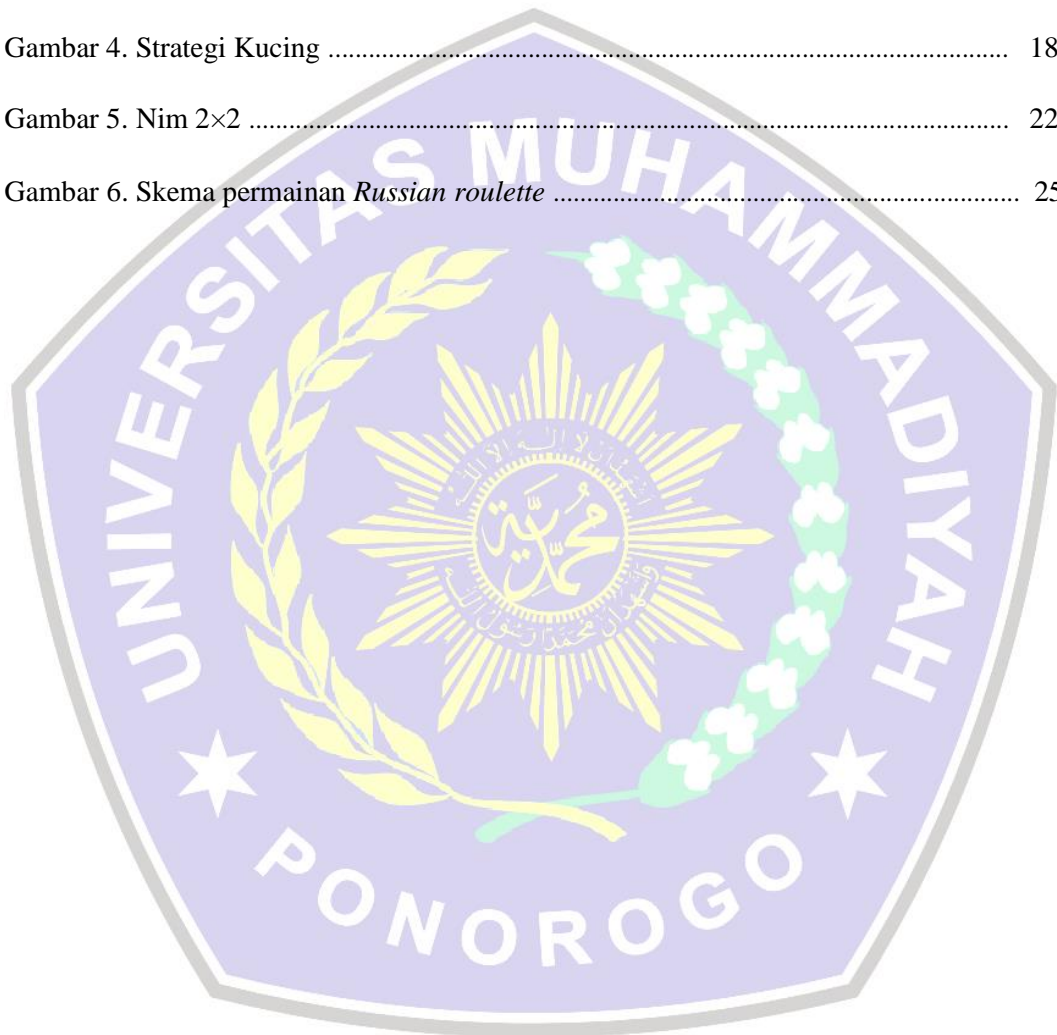 Gambar 4. Strategi Kucing .......................................................................................................... 18
Gambar 5. Nim 2×2 ...................................................................................................................... 22
Gambar 6. Skema permainan Russian roulette ........................................................................ 25
UNIVERSITAS MUHAMMADIYAH
محمدية
PONOROGO